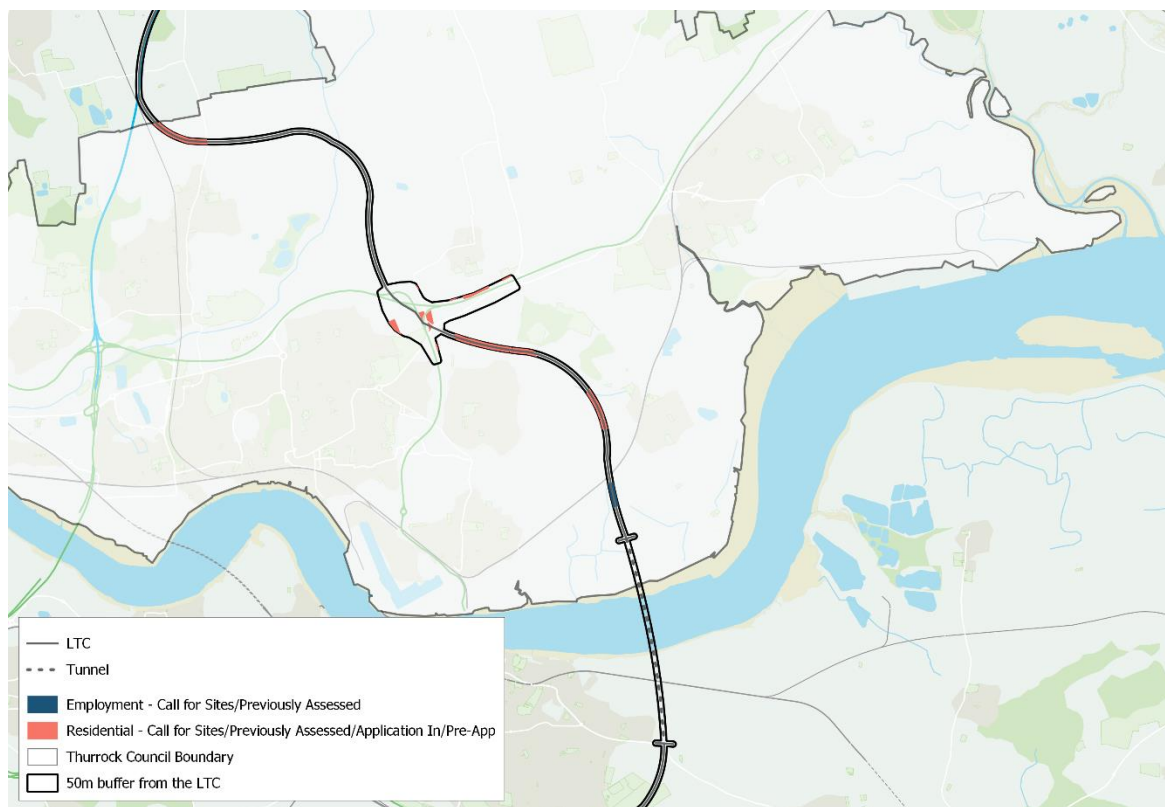 LTC
Tunnel
Employment - Call for Sites/Previously Assessed
Residential - Call for Sites/Previously Assessed/Application In/Pre-App
Thurrock Council Boundary
50m buffer from the LTC